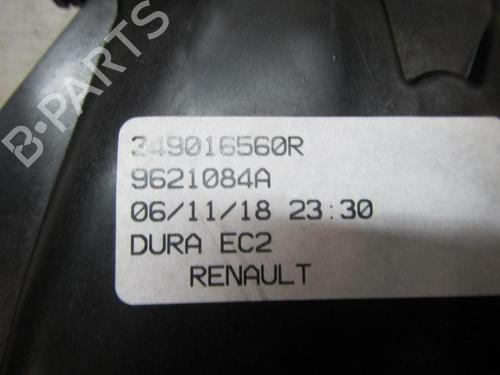 349016560R
9621084A
06/11/18 23:30
DURA EC2
RENAULT
B-PARTS